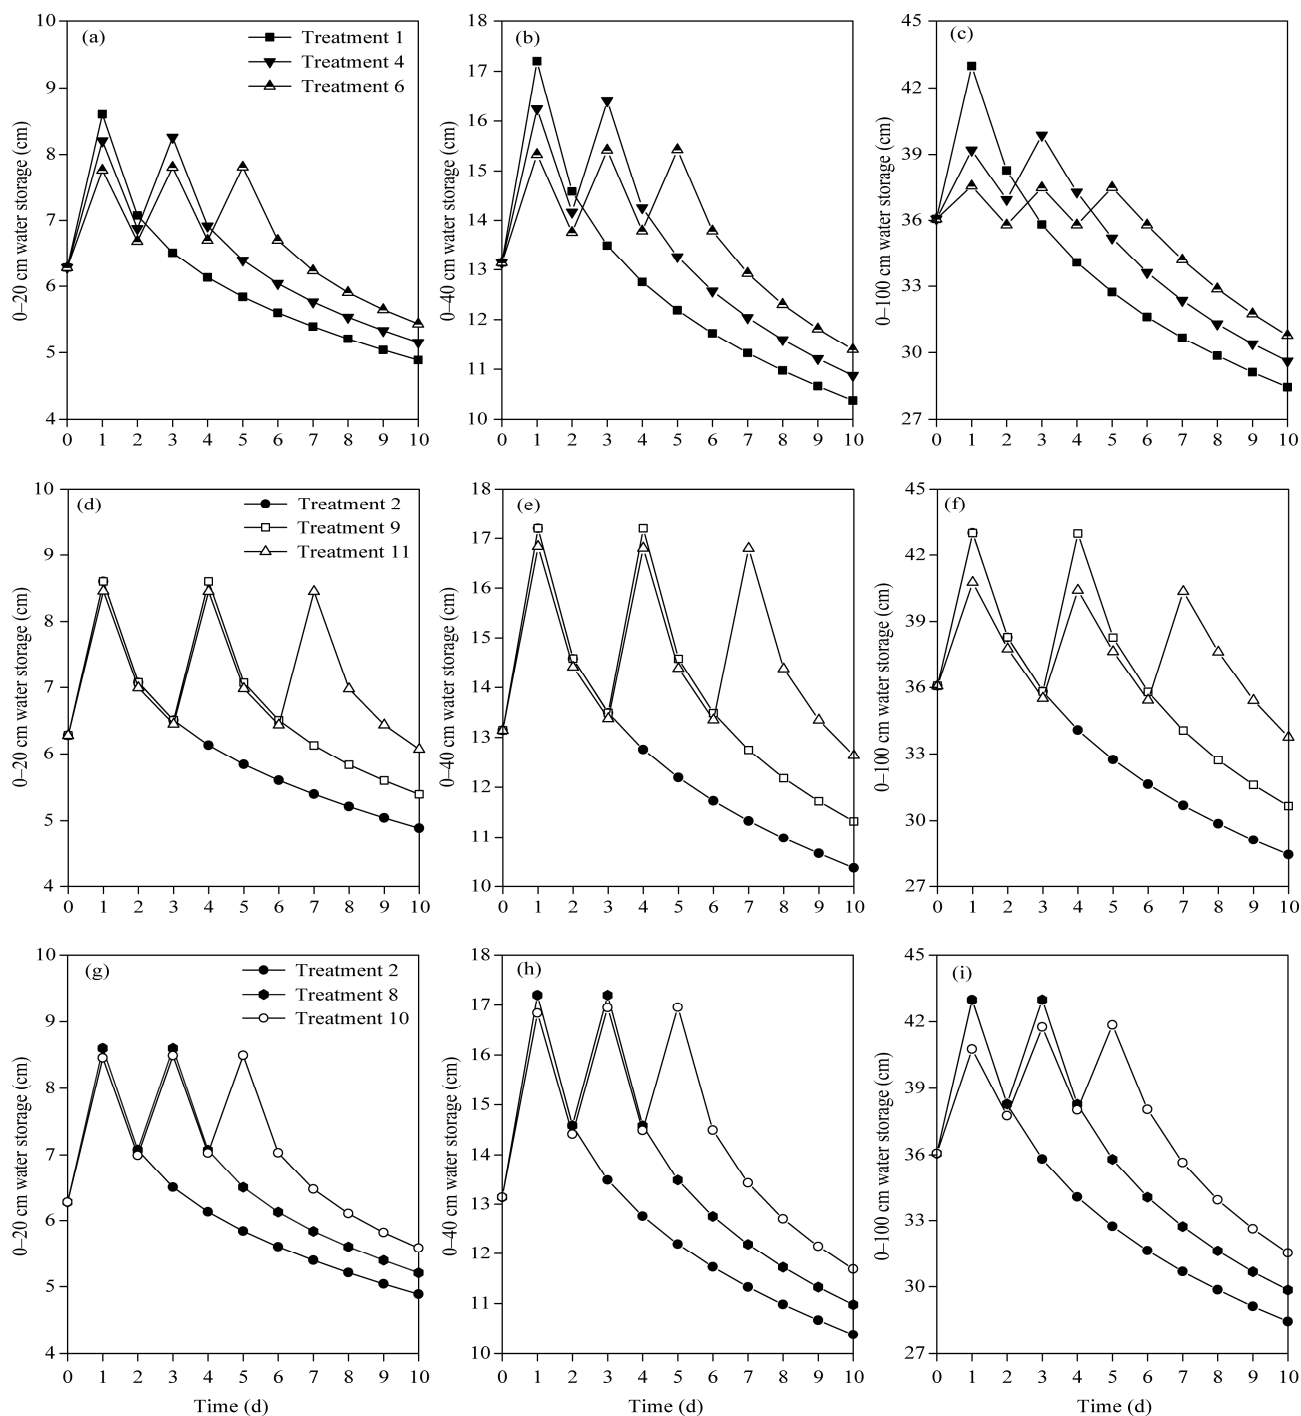 (a)
Treatment 1
Treatment 4
Treatment 6
0–20 cm water storage (cm)
10
9
8
7
6
5
4
0 1 2 3 4 5 6 7 8 9 10
(b)
0–40 cm water storage (cm)
18
17
16
15
14
13
12
11
10
0 1 2 3 4 5 6 7 8 9 10
(c)
0–100 cm water storage (cm)
45
43
39
36
33
30
27
0 1 2 3 4 5 6 7 8 9 10
(d)
Treatment 2
Treatment 9
Treatment 11
0–20 cm water storage (cm)
10
9
8
7
6
5
4
0 1 2 3 4 5 6 7 8 9 10
(e)
0–40 cm water storage (cm)
18
17
16
15
14
13
12
11
10
0 1 2 3 4 5 6 7 8 9 10
(f)
0–100 cm water storage (cm)
45
43
39
36
33
30
27
0 1 2 3 4 5 6 7 8 9 10
(g)
Treatment 2
Treatment 8
Treatment 10
0–20 cm water storage (cm)
10
9
8
7
6
5
4
0 1 2 3 4 5 6 7 8 9 10
Time (d)
(h)
0–40 cm water storage (cm)
18
17
16
15
14
13
12
11
10
0 1 2 3 4 5 6 7 8 9 10
Time (d)
(i)
0–100 cm water storage (cm)
45
42
39
36
33
30
27
0 1 2 3 4 5 6 7 8 9 10
Time (d)